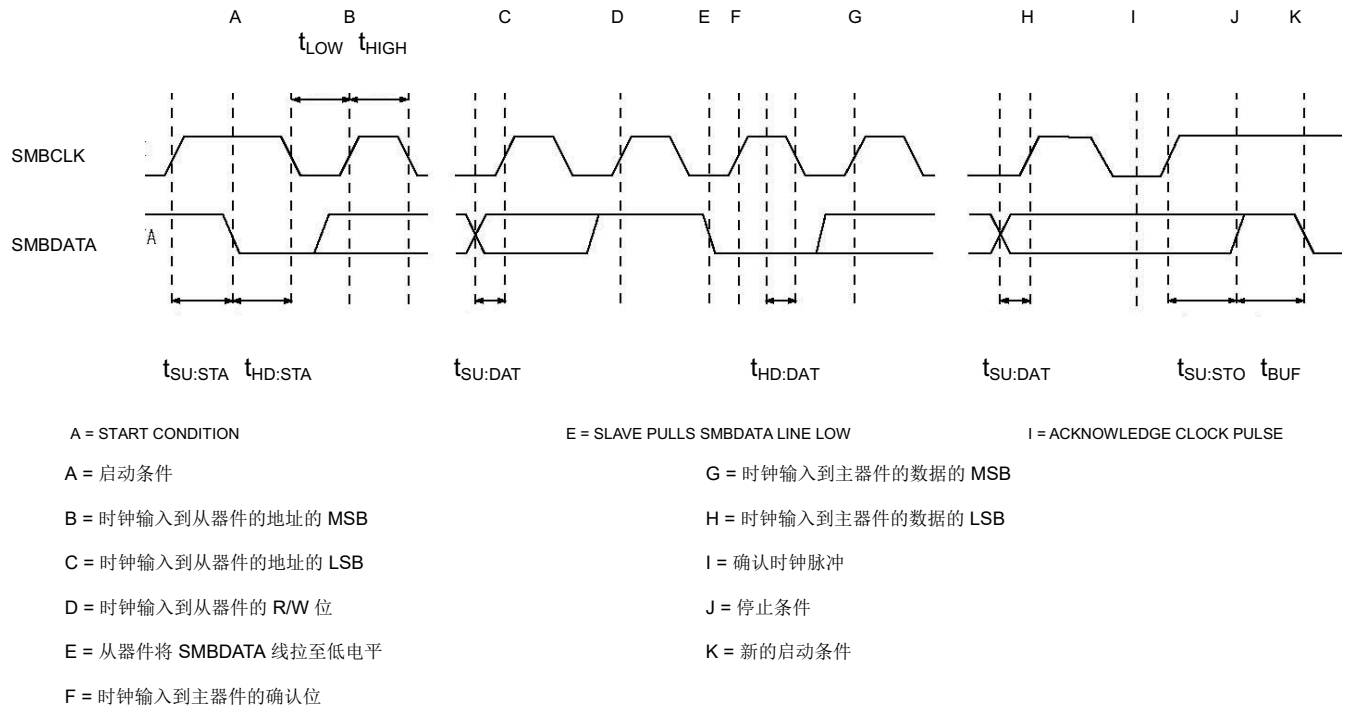 A B C D E F G H I J K
tLOW tHIGH
SMBCLK
SMBDATA
A
tSU:STA tHD:STA tSU:DAT tHD:DAT tSU:DAT tSU:STO tBUF
A = START CONDITION E = SLAVE PULLS SMBDATA LINE LOW I = ACKNOWLEDGE CLOCK PULSE
A = 启动条件
B = 时钟输入到从器件的地址的 MSB
C = 时钟输入到从器件的地址的 LSB
D = 时钟输入到从器件的 R/W 位
E = 从器件将 SMBDATA 线拉至低电平
F = 时钟输入到主器件的确认位
G = 时钟输入到主器件的数据的 MSB
H = 时钟输入到主器件的数据的 LSB
I = 确认时钟脉冲
J = 停止条件
K = 新的启动条件